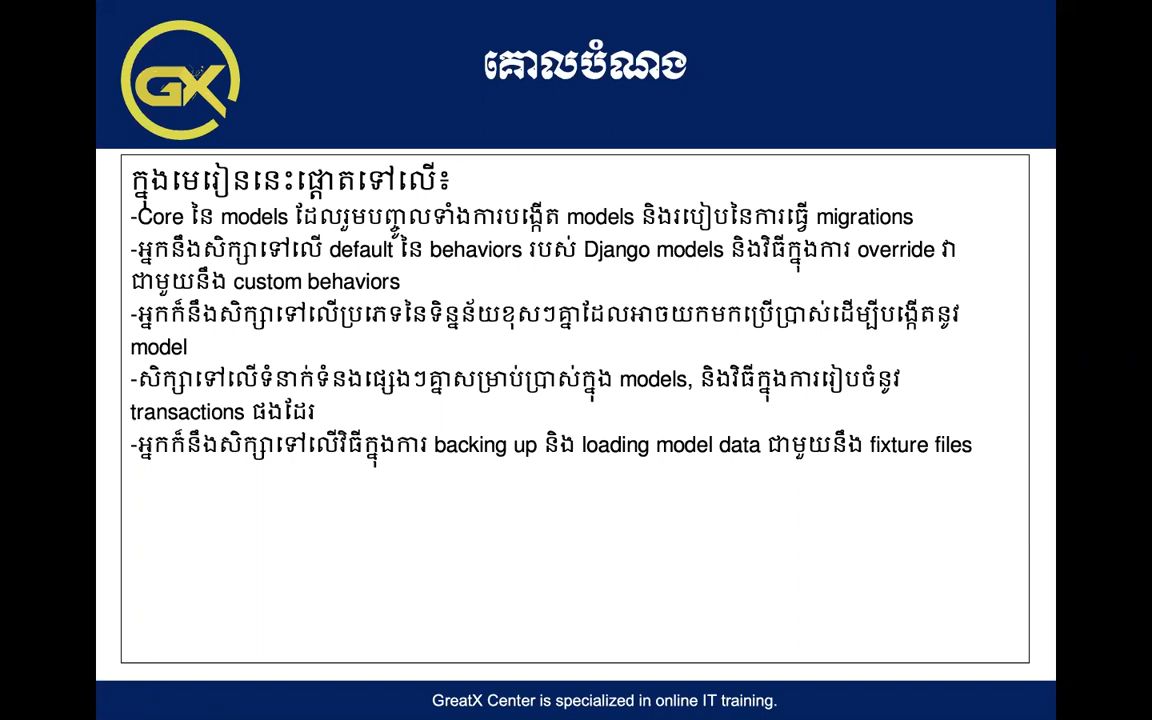 GX
គោលបំណង
ក្នុងមេរៀននេះផ្តោតទៅលើ៖
-Core នៃ models ដែលរួមបញ្ចូលទាំងការបង្កើត models និងរបៀបនៃការធ្វើ migrations
-អ្នកនឹងសិក្សាទៅលើ default នៃ behaviors របស់ Django models និងវិធីក្នុងការ override វា
ជាមួយនឹង custom behaviors
-អ្នកក៏នឹងសិក្សាទៅលើប្រភេទនៃទិន្នន័យខុសៗគ្នាដែលអាចយកមកប្រើប្រាស់ដើម្បីបង្កើតនូវ
model
-សិក្សាទៅលើទំនាក់ទំនងផ្សេងៗគ្នាសម្រាប់ប្រាស់ក្នុង models, និងវិធីក្នុងការរៀបចំនូវ
transactions ផងដែរ
-អ្នកក៏នឹងសិក្សាទៅលើវិធីក្នុងការ backing up និង loading model data ជាមួយនឹង fixture files
GreatX Center is specialized in online IT training.